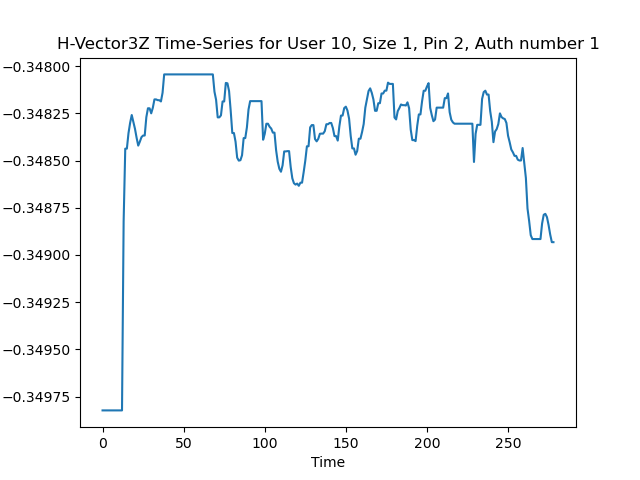 H-Vector3Z Time-Series for User 10, Size 1, Pin 2, Auth number 1
−0.34800
−0.34825
−0.34850
−0.34875
−0.34900
−0.34925
−0.34950
−0.34975
0 50 100 150 200 250
Time